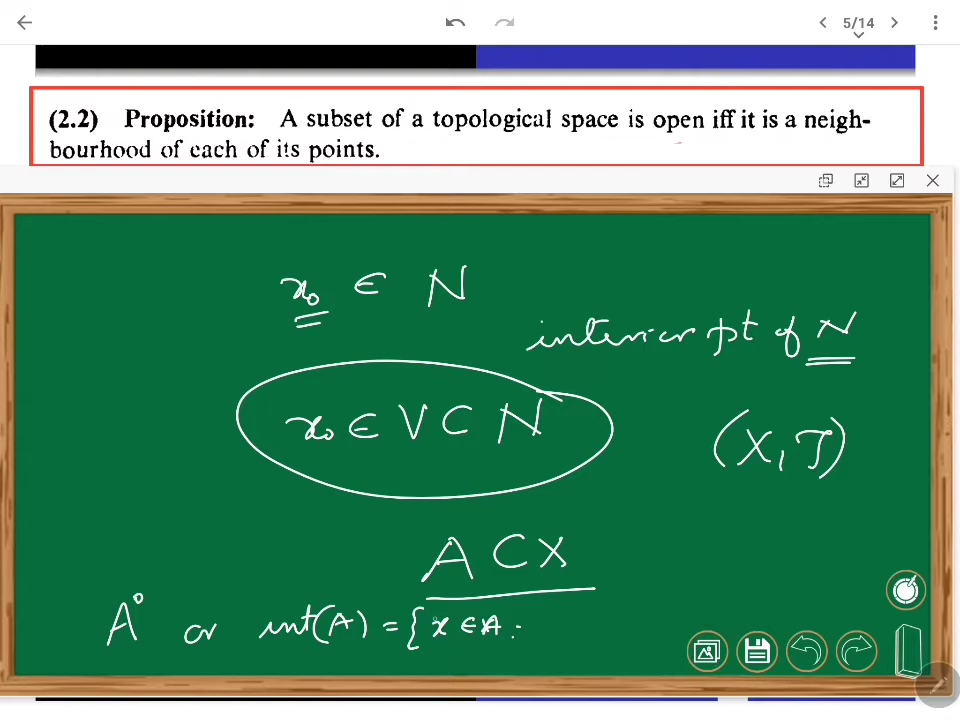 5/14
(2.2) Proposition: A subset of a topological space is open iff it is a neigh-
bourhood of each of its points.
x₀ ∈ N
interior pt of N
x₀ ∈ V ⊂ N
(X, J)
A ⊂ X
A° or int(A) = { x ∈ A :